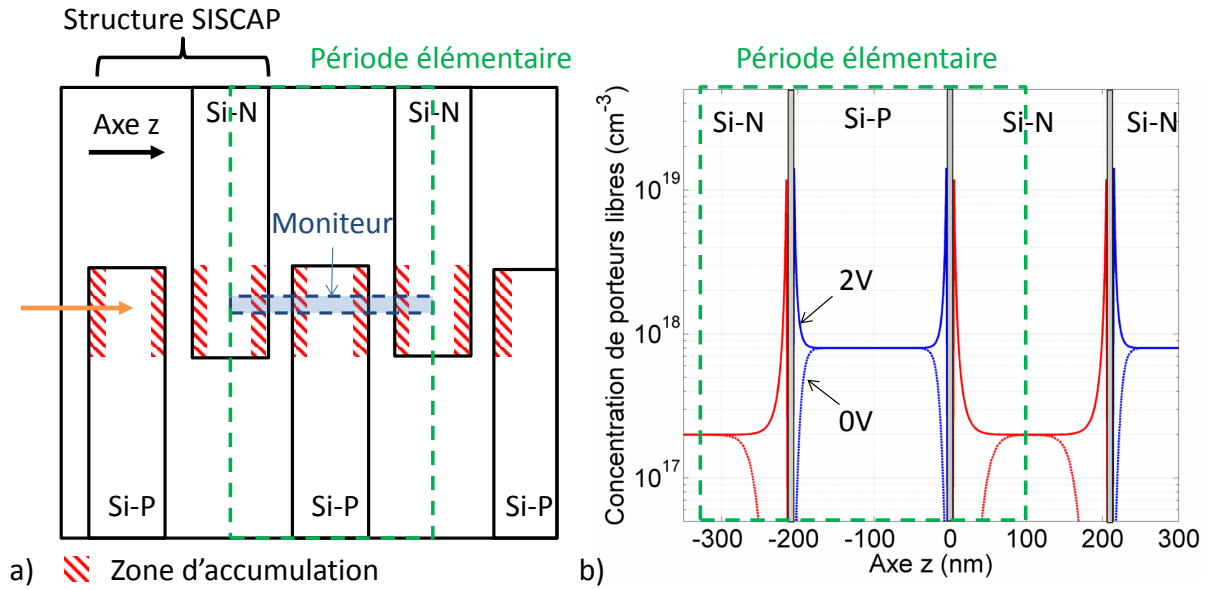 Structure SISCAP
Période élémentaire
Si-N
Si-N
Axe z
Moniteur
Si-P
Si-P
Si-P
a)
Zone d'accumulation
Période élémentaire
Concentration de porteurs libres (cm⁻³)
Si-N
Si-P
Si-N
Si-N
10¹⁹
2V
10¹⁸
0V
10¹⁷
-300 -200 -100 0 100 200 300
b)
Axe z (nm)